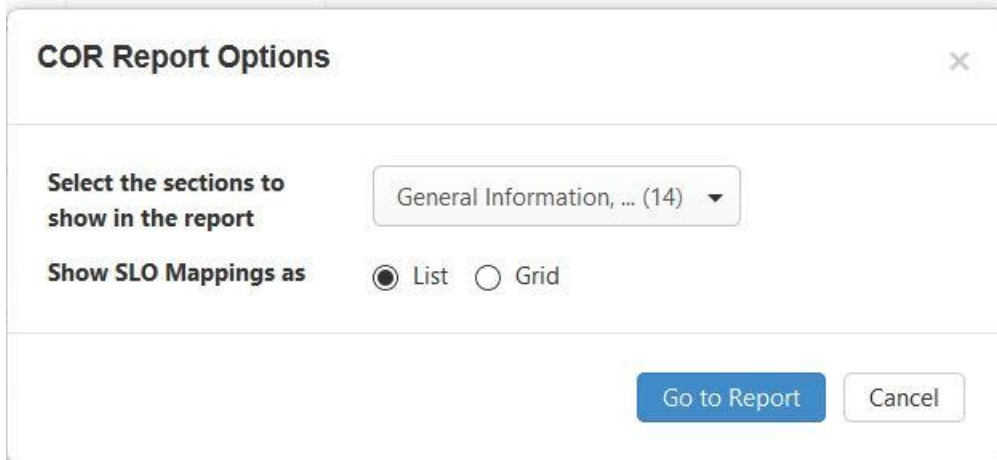 COR Report Options
×
Select the sections to
show in the report
General Information, ... (14)
Show SLO Mappings as
List
Grid
Go to Report
Cancel